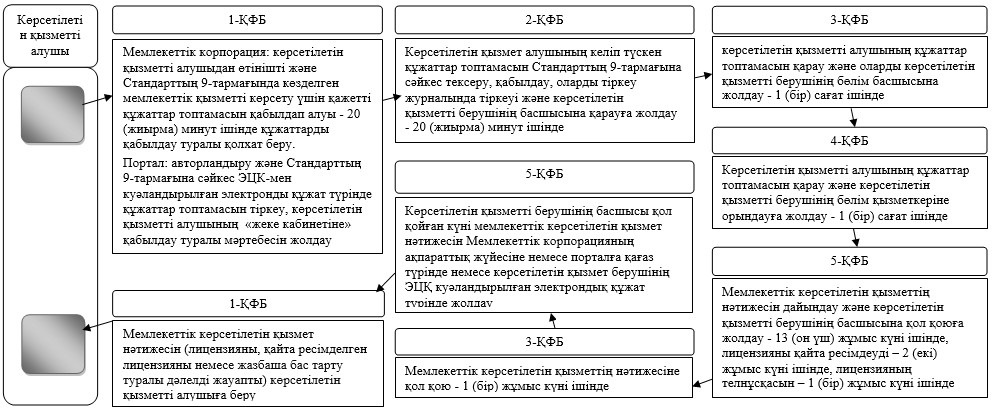 Көрсетілеті
н қызметті
алушы
1-ҚФБ
Мемлекеттік корпорация: көрсетілетін
қызметті алушыдан өтінішті және
Стандарттың 9-тармағында көзделген
мемлекеттік қызметті көрсету үшін қажетті
құжаттар топтамасын қабылдап алуы - 20
(жиырма) минут ішінде құжаттарды
қабылдау туралы қолхат беру.
Портал: авторландыру және Стандарттың
9-тармағына сәйкес ЭЦК-мен
куәландырылған электронды құжат түрінде
құжаттар топтамасын тіркеу, көрсетілетін
қызметті алушының «жеке кабинетіне»
қабылдау туралы мәртебесін жолдау
2-ҚФБ
Көрсетілетін қызмет алушының келіп түскен
құжаттар топтамасын Стандарттың 9-тармағына
сәйкес тексеру, қабылдау, оларды тіркеу
журналында тіркеуі және көрсетілетін
қызметті берушінің басшысына қарауға жолдау
- 20 (жиырма) минут ішінде
3-ҚФБ
көрсетілетін қызметті алушының құжаттар
топтамасын қарау және оларды көрсетілетін
қызметті берушінің бөлім басшысына
жолдау - 1 (бір) сағат ішінде
4-ҚФБ
Көрсетілетін қызметті алушының құжаттар
топтамасын қарау және көрсетілетін
қызметті берушінің бөлім қызметкеріне
орындауға жолдау - 1 (бір) сағат ішінде
5-ҚФБ
Мемлекеттік көрсетілетін қызметтің
нәтижесін дайындау және көрсетілетін
қызметті берушінің басшысына қол қоюға
жолдау - 13 (он үш) жұмыс күні ішінде,
лицензияны қайта ресімдеуді – 2 (екі)
жұмыс күні ішінде, лицензияның
телнұсқасын – 1 (бір) жұмыс күні ішінде
3-ҚФБ
Мемлекеттік көрсетілетін қызметтің нәтижесіне
қол қою - 1 (бір) жұмыс күні ішінде
5-ҚФБ
Көрсетілетін қызметті берушінің басшысы қол
қойған күні мемлекеттік көрсетілетін қызмет
нәтижесін Мемлекеттік корпорацияның
ақпараттық жүйесіне немесе порталға қағаз
түрінде немесе көрсетілетін қызмет берушінің
ЭЦҚ куәландырылған электрондық құжат
түрінде жолдау
1-ҚФБ
Мемлекеттік көрсетілетін қызмет
нәтижесін (лицензияны, қайта ресімделген
лицензияны немесе жазбаша бас тарту
туралы дәлелді жауапты) көрсетілетін
қызметті алушыға беру